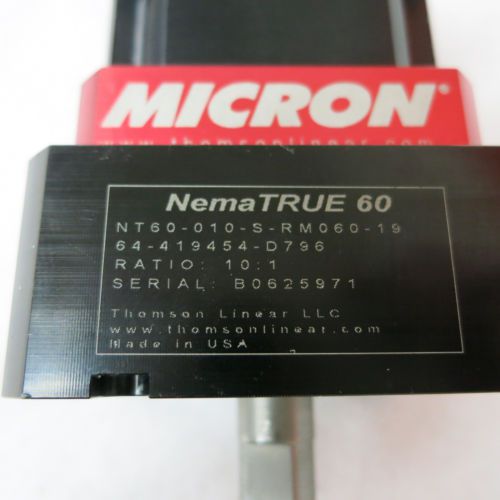 MICRON®
www.thomsonlinear.com
NemaTRUE 60
NT60-010-S-RM060-19
64-419454-D796
RATIO: 10:1
SERIAL: B0625971
Thomson Linear LLC
www.thomsonlinear.com
Made in USA